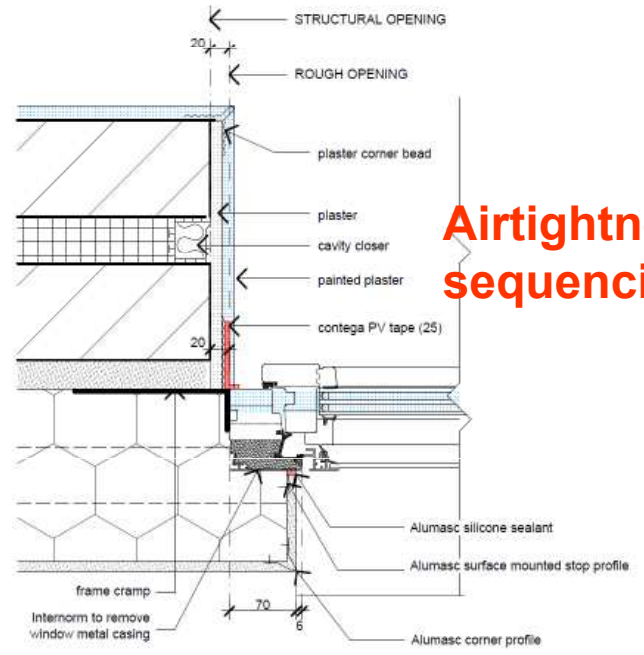 STRUCTURAL OPENING
20
ROUGH OPENING
plaster corner bead
plaster
cavity closer
painted plaster
contega PV tape (25)
20
Airtightn
sequenci
Alumasc silicone sealant
Alumasc surface mounted stop profile
frame cramp
Internorm to remove
window metal casing
70
6
Alumasc corner profile